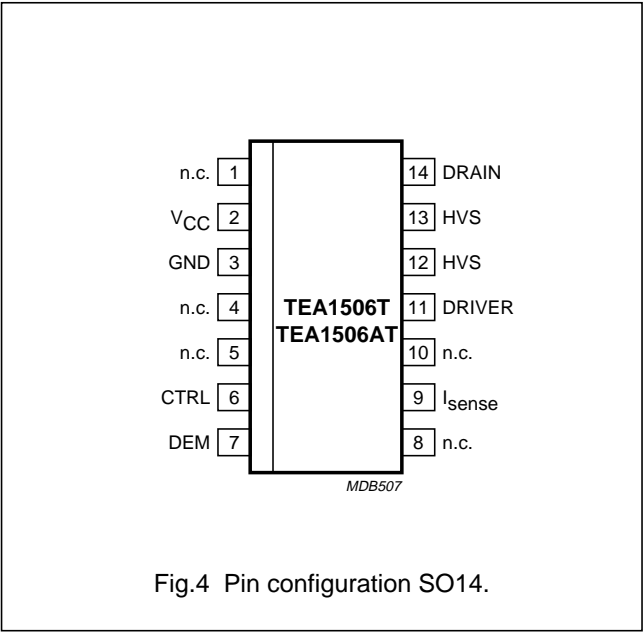 n.c. 1 14 DRAIN
VCC 2 13 HVS
GND 3 12 HVS
n.c. 4 TEA1506T 11 DRIVER
TEA1506AT
n.c. 5 10 n.c.
CTRL 6 9 Isense
DEM 7 8 n.c.
MDB507
Fig.4 Pin configuration SO14.